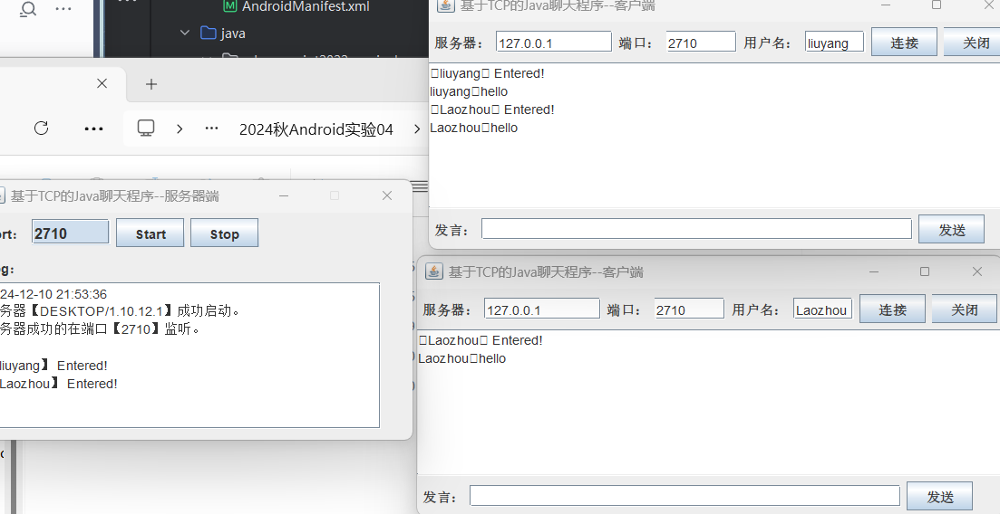 AndroidManifest.xml
java
2024秋Android实验04
基于TCP的Java聊天程序--客户端
服务器： 127.0.0.1 端口： 2710 用户名： liuyang 连接 关闭
□liuyang□ Entered!
liuyang□hello
□Laozhou□ Entered!
Laozhou□hello
发言： 发送
基于TCP的Java聊天程序--服务器端
ort: 2710 Start Stop
g:
24-12-10 21:53:36
务器【DESKTOP/1.10.12.1】成功启动。
务器成功的在端口【2710】监听。
liuyang】 Entered!
Laozhou】 Entered!
基于TCP的Java聊天程序--客户端
服务器： 127.0.0.1 端口： 2710 用户名： Laozhou 连接 关闭
□Laozhou□ Entered!
Laozhou□hello
发言： 发送